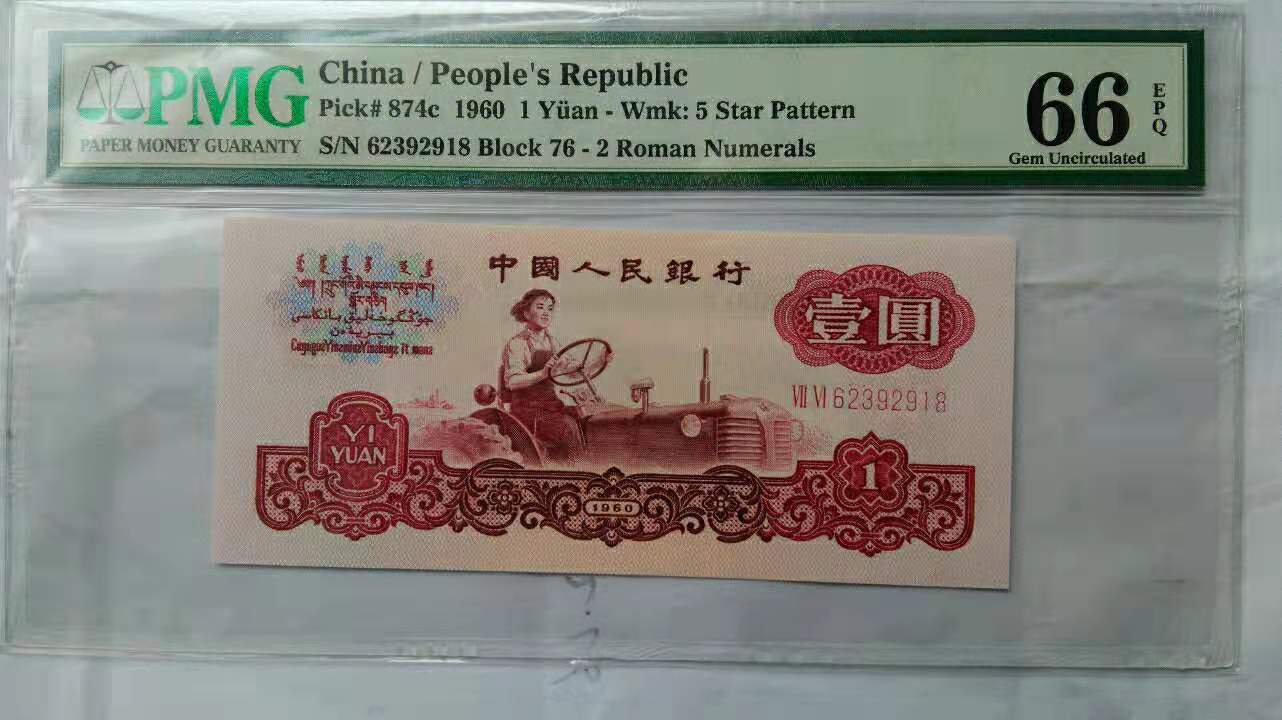 PMG
PAPER MONEY GUARANTY
China / People's Republic
Pick# 874c 1960 1 Yüan - Wmk: 5 Star Pattern
S/N 62392918 Block 76 - 2 Roman Numerals
66
EPQ
Gem Uncirculated
中國人民銀行
壹圓
VII VI 62392918
YI
YUAN
1
1960